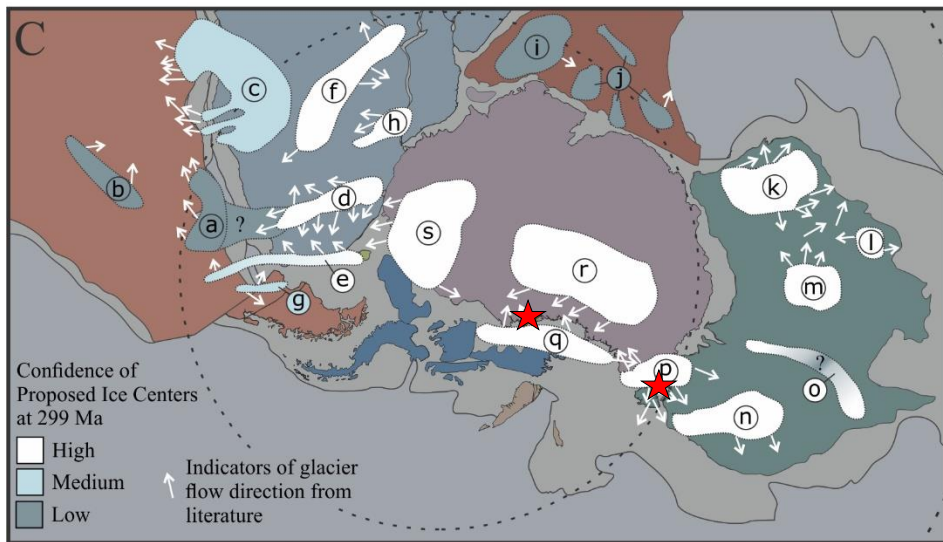 C
i
c
f
j
h
b
k
d
a
?
l
s
e
r
m
g
q
?
p
o
n
Confidence of
Proposed Ice Centers
at 299 Ma
High
Medium
Low
Indicators of glacier
flow direction from
literature